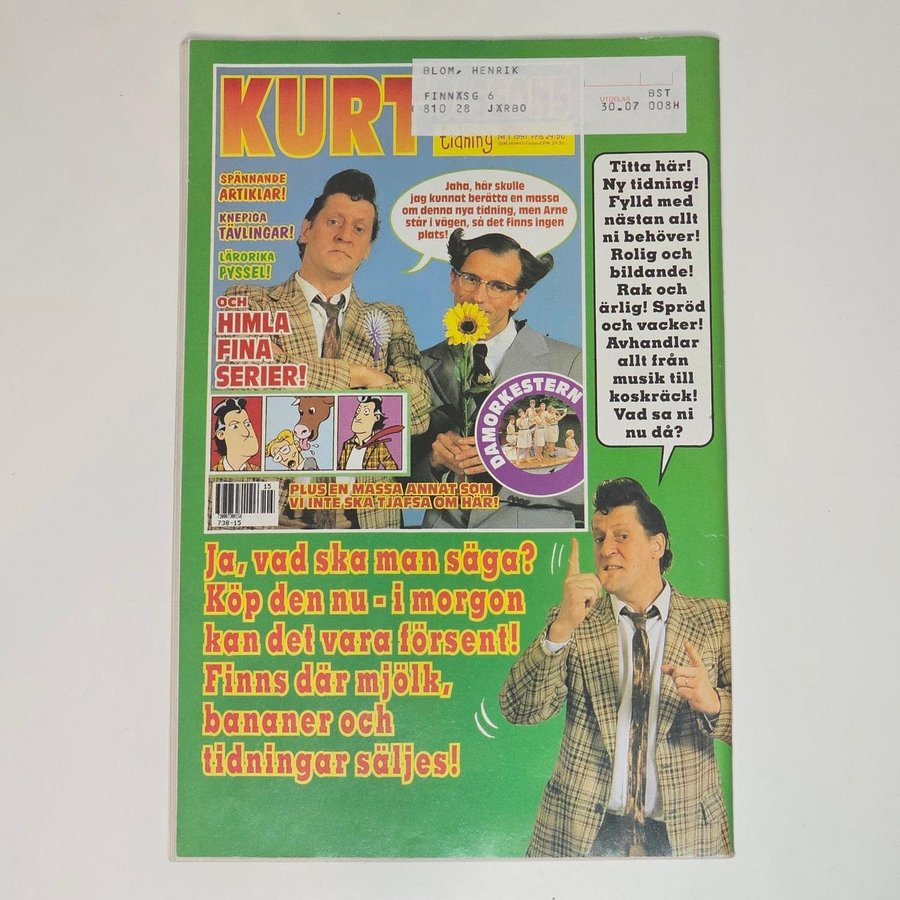 BLOM, HENRIK
FINNÄSG 6
810 28 JÄRBO
UTDELAS
BST
30.07 008H
KURT
tidning
SPÄNNANDE
ARTIKLAR!
KNEPIGA
TÄVLINGAR!
LÄRORIKA
PYSSEL!
OCH
HIMLA
FINA
SERIER!
Jaha, här skulle
jag kunnat berätta en massa
om denna nya tidning, men Arne
står i vägen, så det finns ingen
plats!
DAMORKESTERN
15
738-15
PLUS EN MASSA ANNAT SOM
VI INTE SKA TJAFSA OM HÄR!
Titta här!
Ny tidning!
Fylld med
nästan allt
ni behöver!
Rolig och
bildande!
Rak och
ärlig! Spröd
och vacker!
Avhandlar
allt från
musik till
koskräck!
Vad sa ni
nu då?
Ja, vad ska man säga?
Köp den nu - i morgon
kan det vara försent!
Finns där mjölk,
bananer och
tidningar säljes!